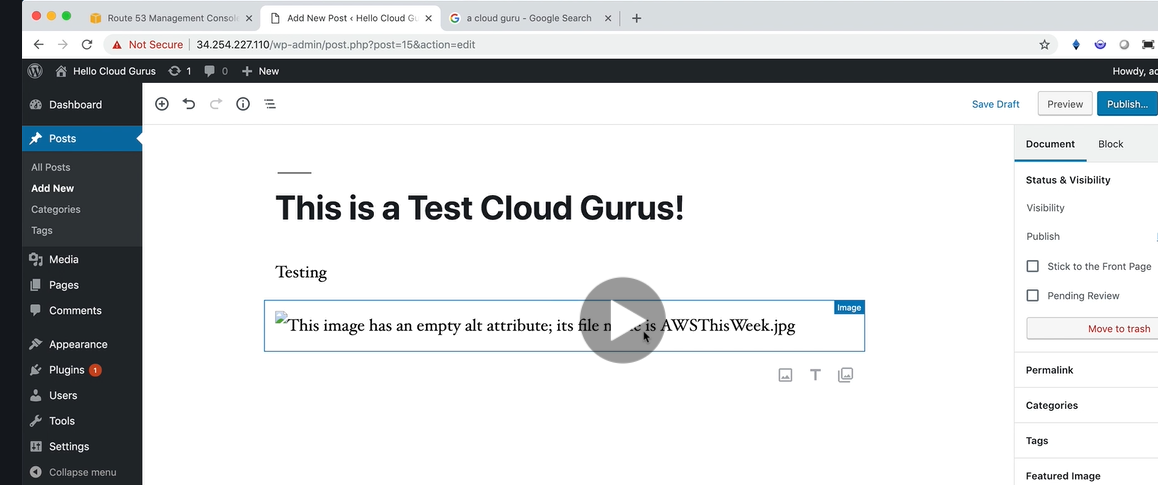 Route 53 Management Console
Add New Post ‹ Hello Cloud Gu
a cloud guru - Google Search
Not Secure
34.254.227.110/wp-admin/post.php?post=15&action=edit
Hello Cloud Gurus
1
0
New
Howdy, ac
Dashboard
Posts
All Posts
Add New
Categories
Tags
Media
Pages
Comments
Appearance
Plugins 1
Users
Tools
Settings
Collapse menu
Save Draft
Preview
Publish...
This is a Test Cloud Gurus!
Testing
Image
This image has an empty alt attribute; its file is AWSThisWeek.jpg
Document
Block
Status & Visibility
Visibility
Publish
Stick to the Front Page
Pending Review
Move to trash
Permalink
Categories
Tags
Featured Image